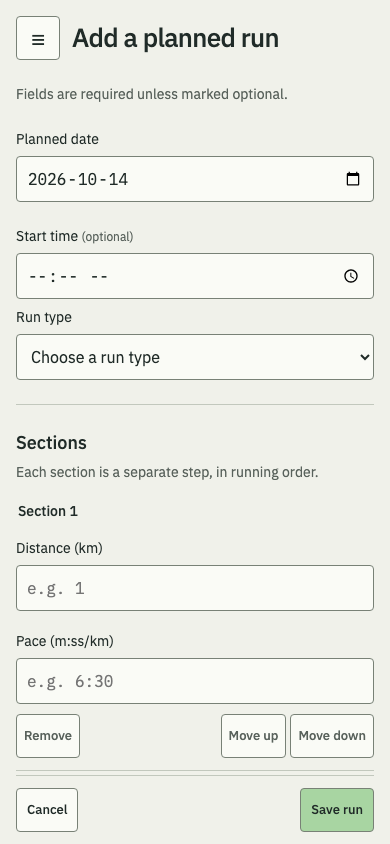 Add a planned run
Fields are required unless marked optional.
Planned date
2026-10-14
Start time (optional)
--:-- --
Run type
Choose a run type
Sections
Each section is a separate step, in running order.
Section 1
Distance (km)
e.g. 1
Pace (m:ss/km)
e.g. 6:30
Remove Move up Move down
Cancel Save run